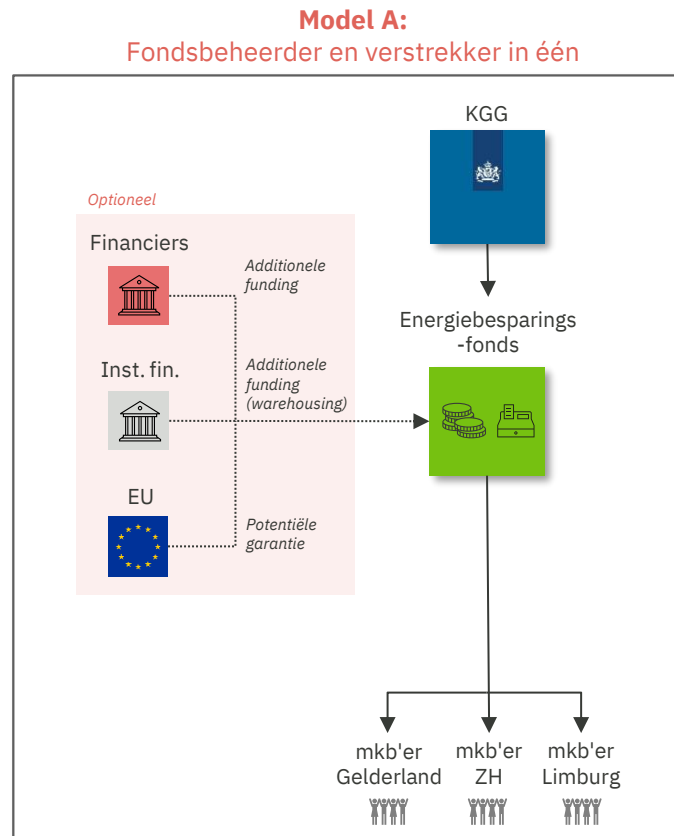 Model A:
Fondsbeheerder en verstrekker in één
KGG
Optioneel
Financiers
Additionele
funding
Energiebesparings
-fonds
Inst. fin.
Additionele
funding
(warehousing)
EU
Potentiële
garantie
mkb'er
Gelderland
mkb'er
ZH
mkb'er
Limburg